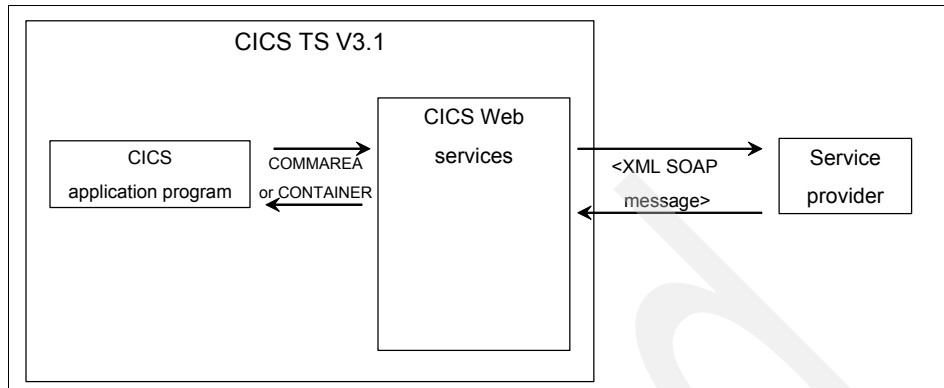 CICS TS V3.1
CICS
application program
COMMAREA
or CONTAINER
CICS Web
services
<XML SOAP
message>
Service
provider